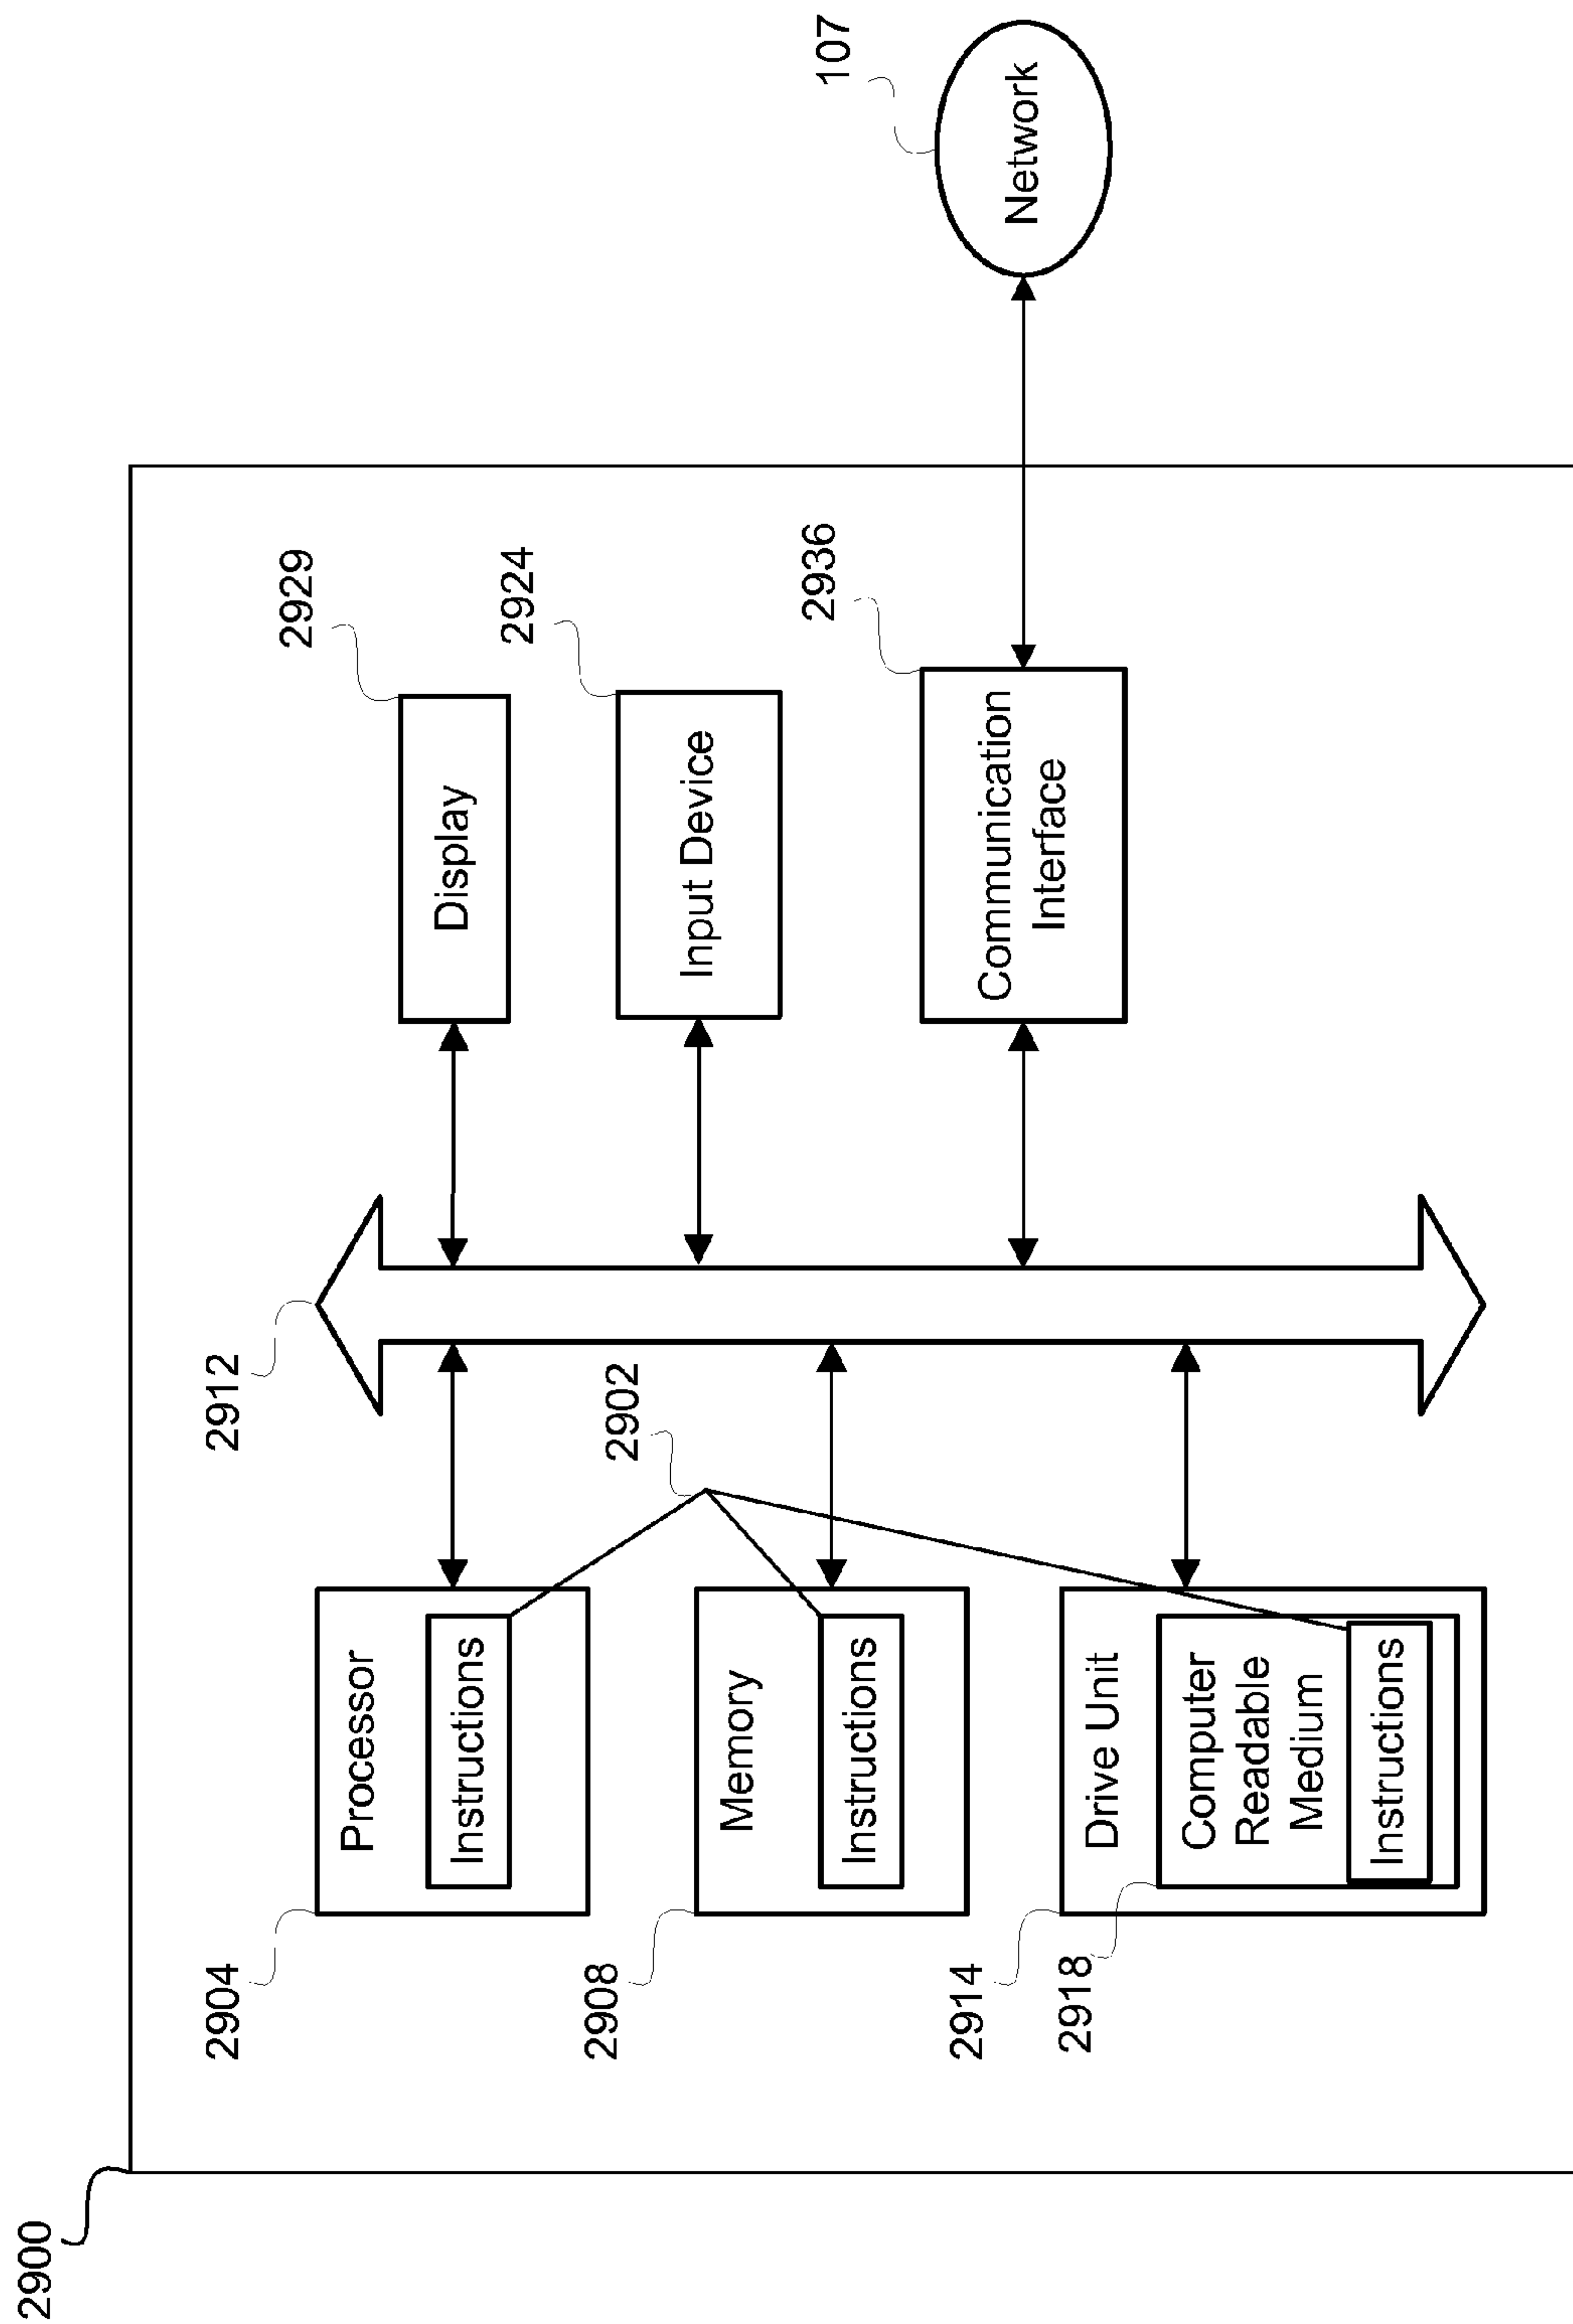 2900
2904
Processor
Instructions
2908
Memory
Instructions
2914
Drive Unit
2918
Computer
Readable
Medium
Instructions
2912
2902
2929
Display
2924
Input Device
2936
Communication
Interface
107
Network